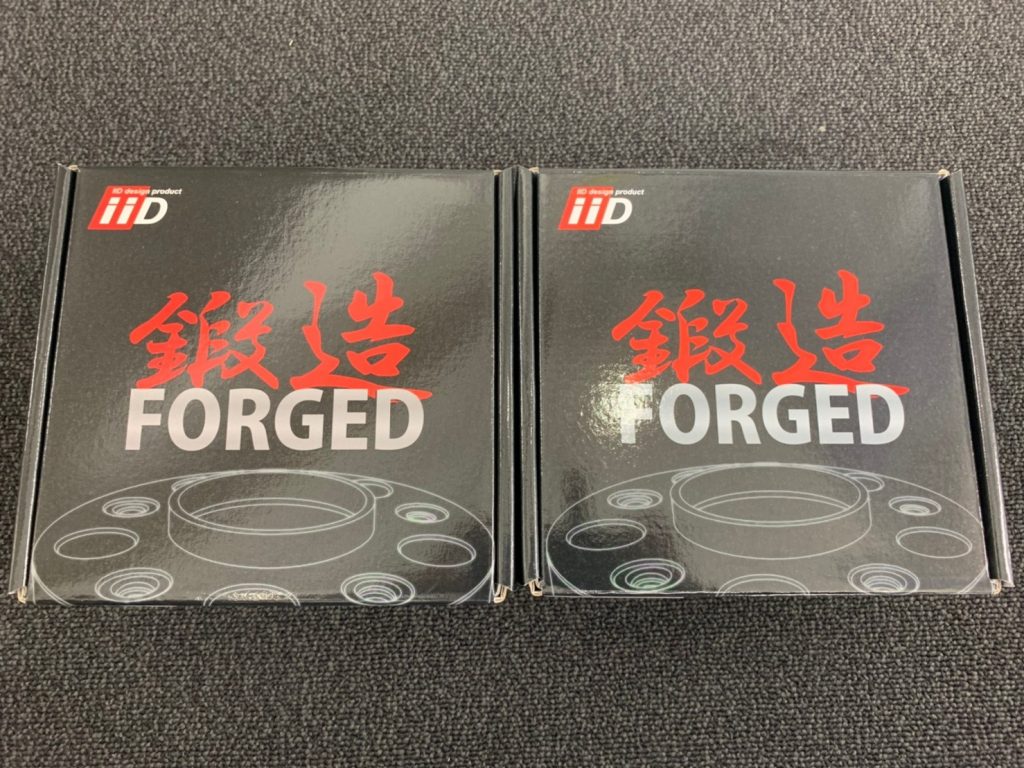 iiD design product
iiD
鍛造
FORGED
iiD design product
iiD
鍛造
FORGED